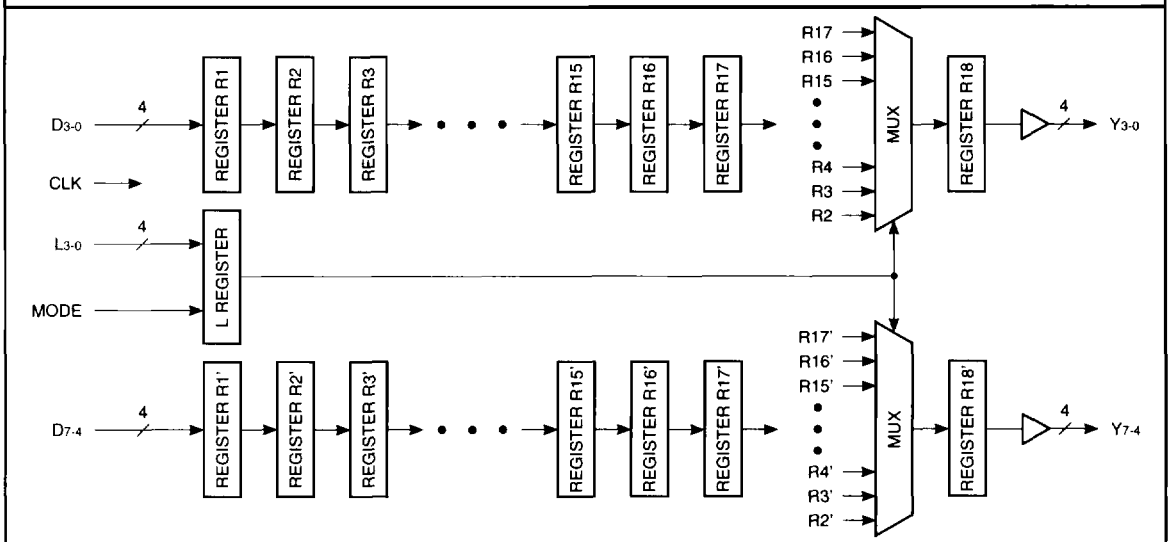 D3-0
4
REGISTER R1
REGISTER R2
REGISTER R3
REGISTER R15
REGISTER R16
REGISTER R17
R17
R16
R15
R4
R3
R2
MUX
REGISTER R18
4
Y3-0
CLK
L3-0
4
MODE
L REGISTER
D7-4
4
REGISTER R1'
REGISTER R2'
REGISTER R3'
REGISTER R15'
REGISTER R16'
REGISTER R17'
R17'
R16'
R15'
R4'
R3'
R2'
MUX
REGISTER R18'
4
Y7-4